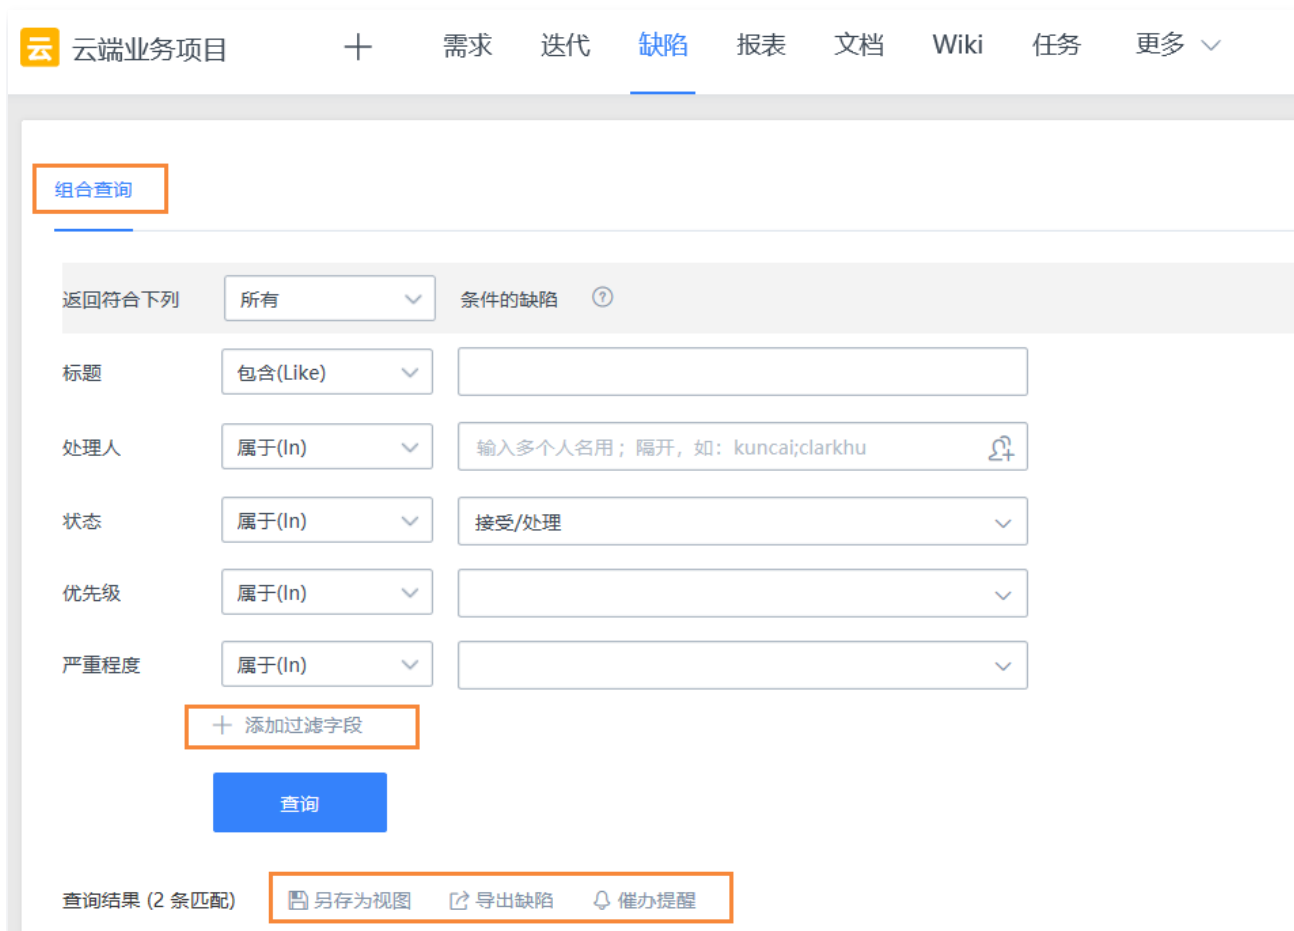 云 云端业务项目 需求 迭代 缺陷 报表 文档 Wiki 任务 更多
组合查询
返回符合下列 所有 条件的缺陷 ?
标题 包含(Like)
处理人 属于(In) 输入多个人名用；隔开，如：kuncai;clarkhu
状态 属于(In) 接受/处理
优先级 属于(In)
严重程度 属于(In)
添加过滤字段
查询
查询结果 (2 条匹配) 另存为视图 导出缺陷 催办提醒